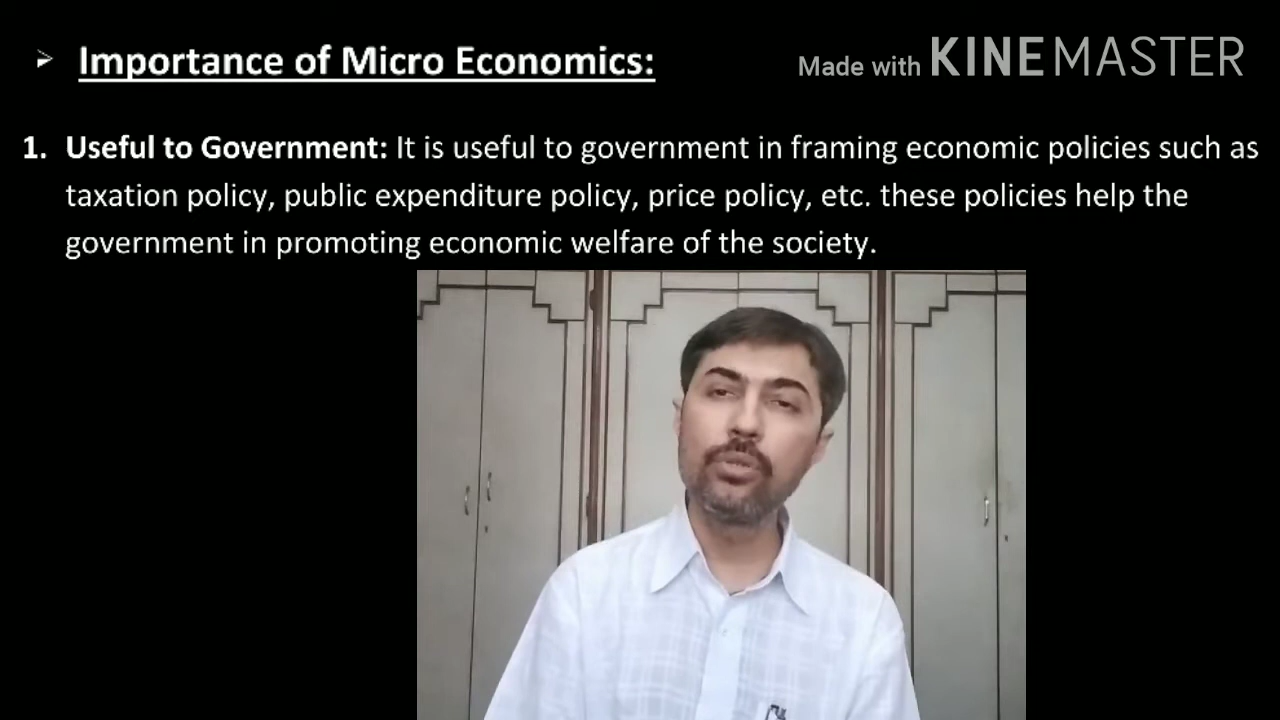 Importance of Micro Economics:
Made with KINEMASTER
1. Useful to Government: It is useful to government in framing economic policies such as
taxation policy, public expenditure policy, price policy, etc. these policies help the
government in promoting economic welfare of the society.